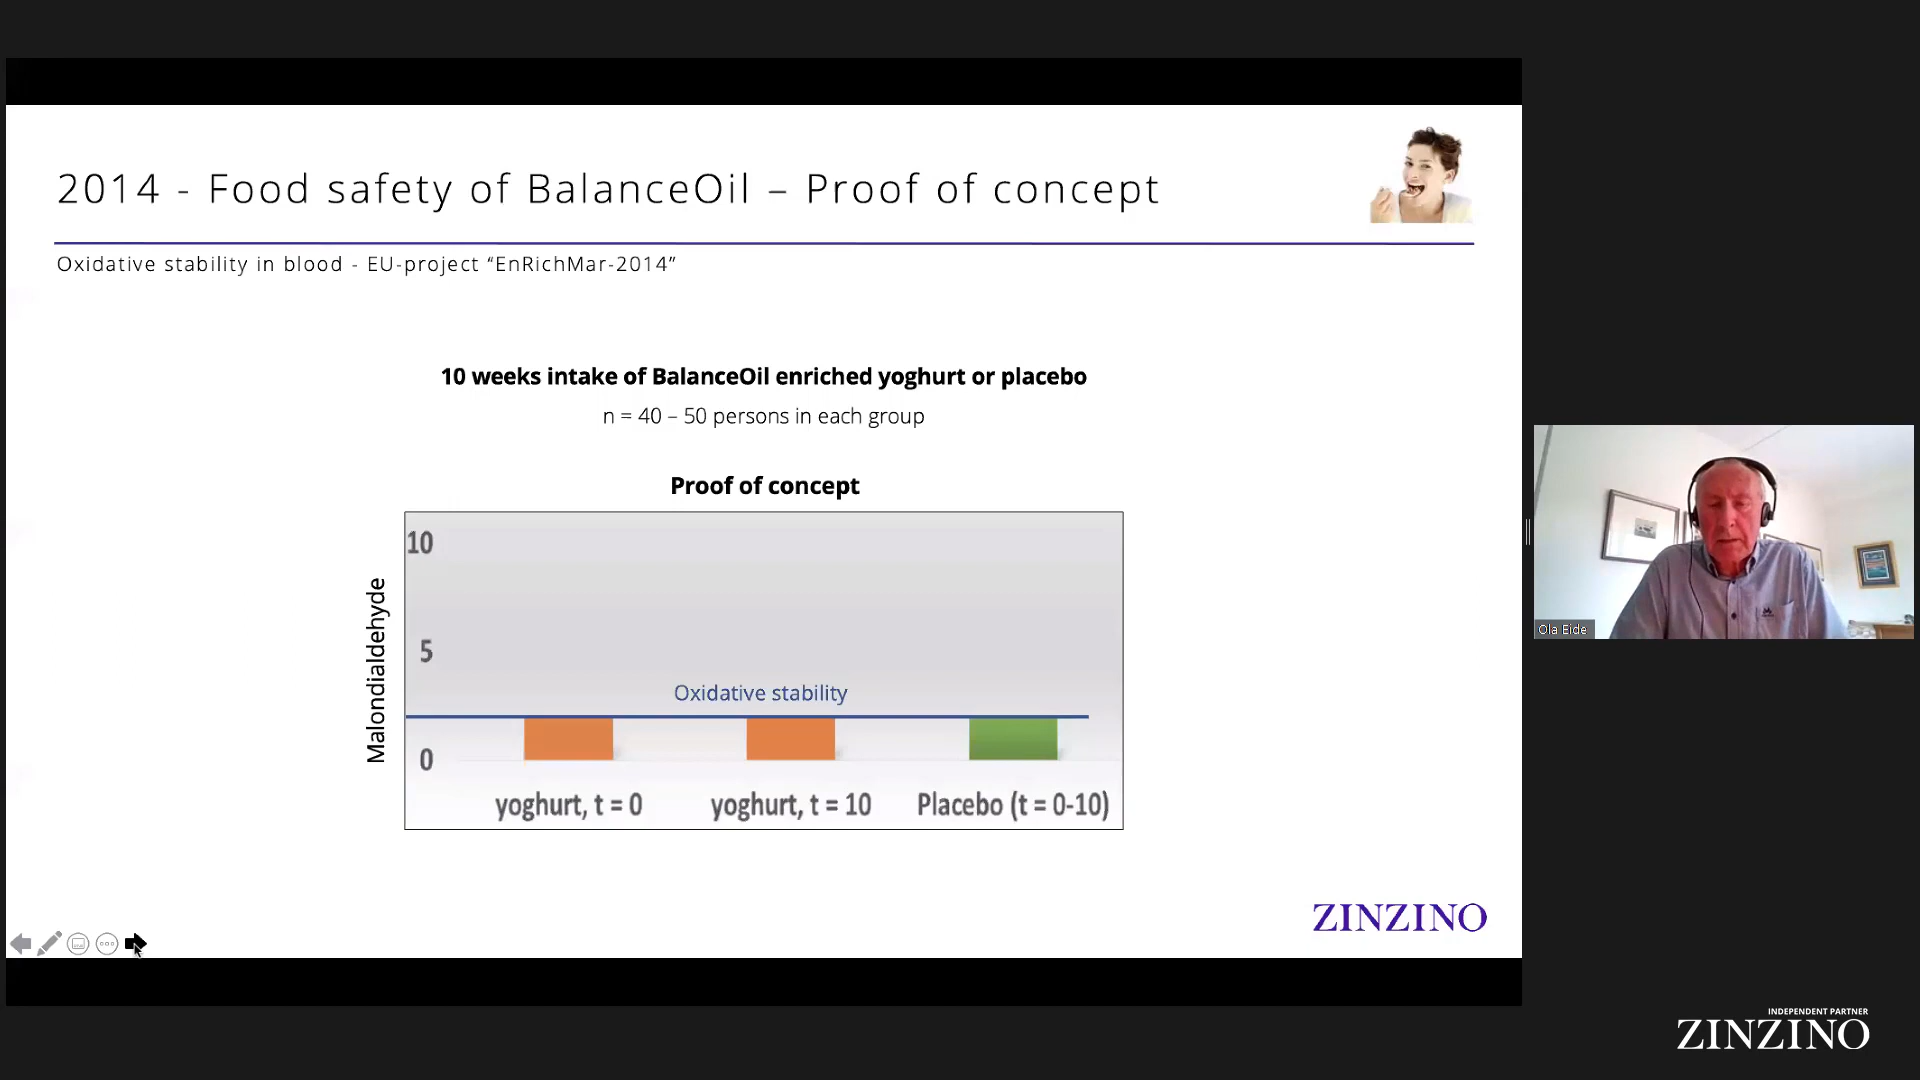 2014 - Food safety of BalanceOil – Proof of concept
Oxidative stability in blood - EU-project “EnRichMar-2014”
10 weeks intake of BalanceOil enriched yoghurt or placebo
n = 40 – 50 persons in each group
Proof of concept
10
5
0
Malondialdehyde
Oxidative stability
yoghurt, t = 0
yoghurt, t = 10
Placebo (t = 0-10)
ZINZINO
Ola Eide
INDEPENDENT PARTNER
ZINZINO